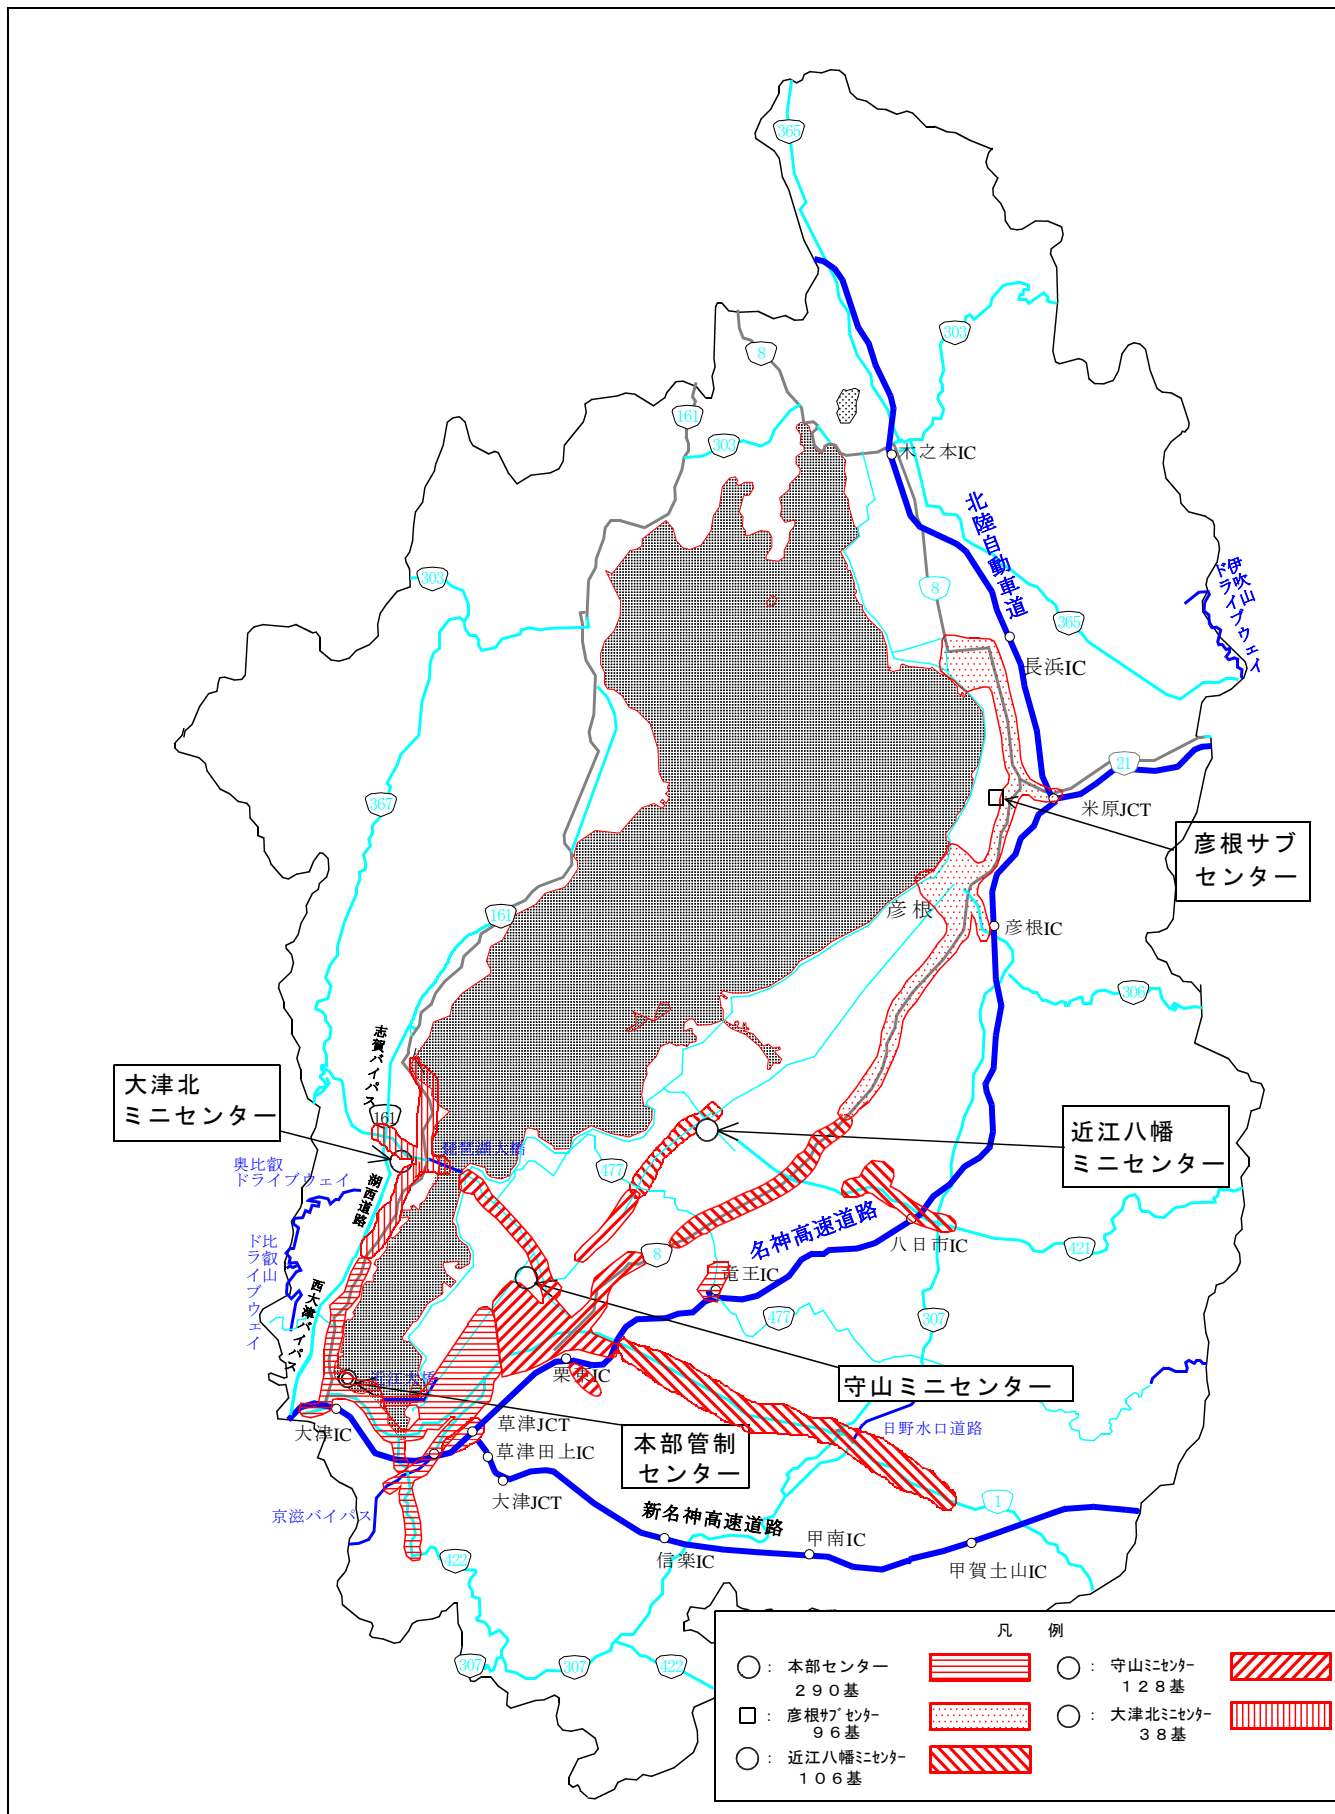 365
303
8
161
303
木之本IC
北陸自動車道
伊吹山
ドライブウェイ
303
8
365
長浜IC
21
米原JCT
367
彦根サブ
センター
161
彦根
彦根IC
306
志賀バイパス
大津北
ミニセンター
161
近江八幡
ミニセンター
琵琶湖大橋
477
奥比叡
ドライブウェイ
湖西道路
名神高速道路
八日市IC
421
8
竜王IC
比叡山
ドライブウェイ
西大津バイパス
477
307
栗東IC
守山ミニセンター
大津IC
草津JCT
草津田上IC
大津JCT
本部管制
センター
日野水口道路
京滋バイパス
新名神高速道路
1
信楽IC
甲南IC
甲賀土山IC
422
307
307
422
凡 例
: 本部センター
290基
: 守山ミニセンター
128基
: 彦根サブセンター
96基
: 大津北ミニセンター
38基
: 近江八幡ミニセンター
106基